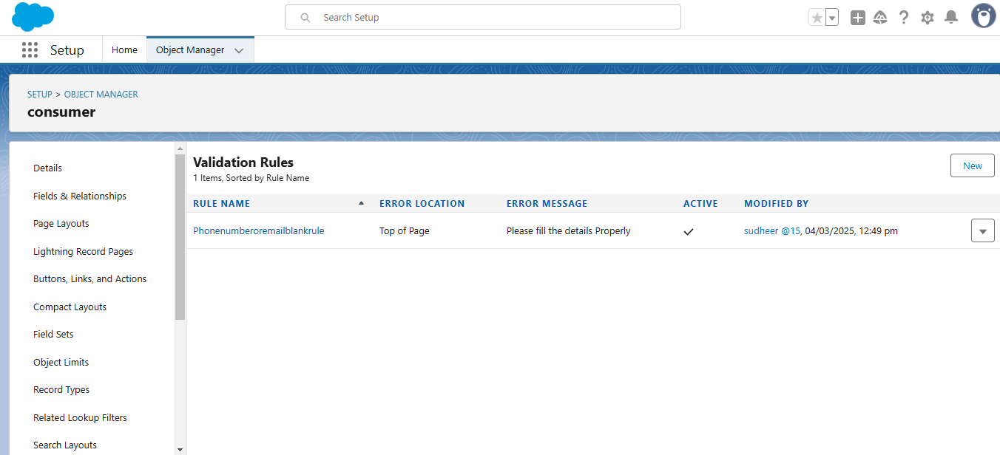 Search Setup
Setup
Home
Object Manager
SETUP > OBJECT MANAGER
consumer
Details
Fields & Relationships
Page Layouts
Lightning Record Pages
Buttons, Links, and Actions
Compact Layouts
Field Sets
Object Limits
Record Types
Related Lookup Filters
Search Layouts
Validation Rules
1 Items, Sorted by Rule Name
New
RULE NAME ERROR LOCATION ERROR MESSAGE ACTIVE MODIFIED BY
Phonenumberoremailblankrule Top of Page Please fill the details Properly sudheer @15, 04/03/2025, 12:49 pm